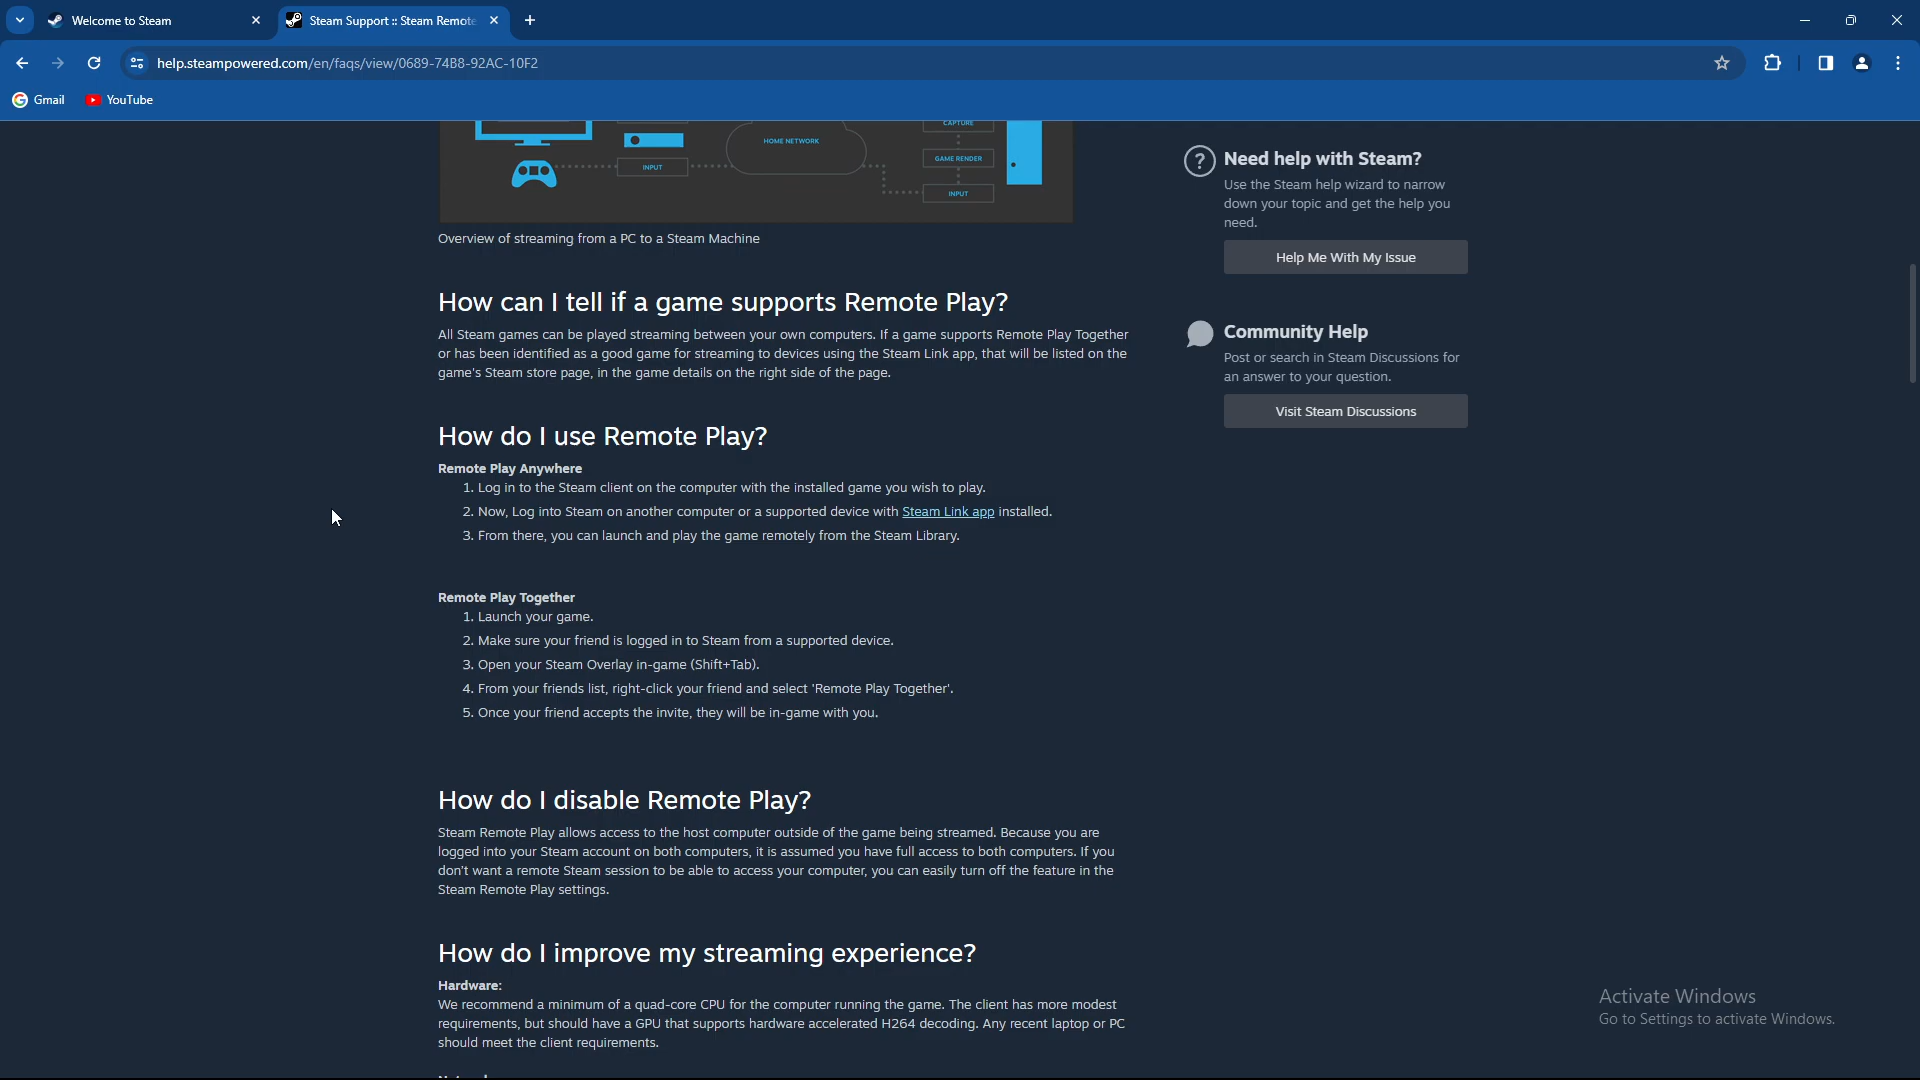 Welcome to Steam
Steam Support :: Steam Remote
help.steampowered.com/en/faqs/view/0689-74B8-92AC-10F2
Gmail
YouTube
CAPTURE
HOME NETWORK
GAME RENDER
INPUT
INPUT
Overview of streaming from a PC to a Steam Machine
How can I tell if a game supports Remote Play?
All Steam games can be played streaming between your own computers. If a game supports Remote Play Together
or has been identified as a good game for streaming to devices using the Steam Link app, that will be listed on the
game's Steam store page, in the game details on the right side of the page.
How do I use Remote Play?
Remote Play Anywhere
1. Log in to the Steam client on the computer with the installed game you wish to play.
2. Now, Log into Steam on another computer or a supported device with Steam Link app installed.
3. From there, you can launch and play the game remotely from the Steam Library.
Remote Play Together
1. Launch your game.
2. Make sure your friend is logged in to Steam from a supported device.
3. Open your Steam Overlay in-game (Shift+Tab).
4. From your friends list, right-click your friend and select 'Remote Play Together'.
5. Once your friend accepts the invite, they will be in-game with you.
How do I disable Remote Play?
Steam Remote Play allows access to the host computer outside of the game being streamed. Because you are
logged into your Steam account on both computers, it is assumed you have full access to both computers. If you
don't want a remote Steam session to be able to access your computer, you can easily turn off the feature in the
Steam Remote Play settings.
How do I improve my streaming experience?
Hardware:
We recommend a minimum of a quad-core CPU for the computer running the game. The client has more modest
requirements, but should have a GPU that supports hardware accelerated H264 decoding. Any recent laptop or PC
should meet the client requirements.
Need help with Steam?
Use the Steam help wizard to narrow
down your topic and get the help you
need.
Help Me With My Issue
Community Help
Post or search in Steam Discussions for
an answer to your question.
Visit Steam Discussions
Activate Windows
Go to Settings to activate Windows.